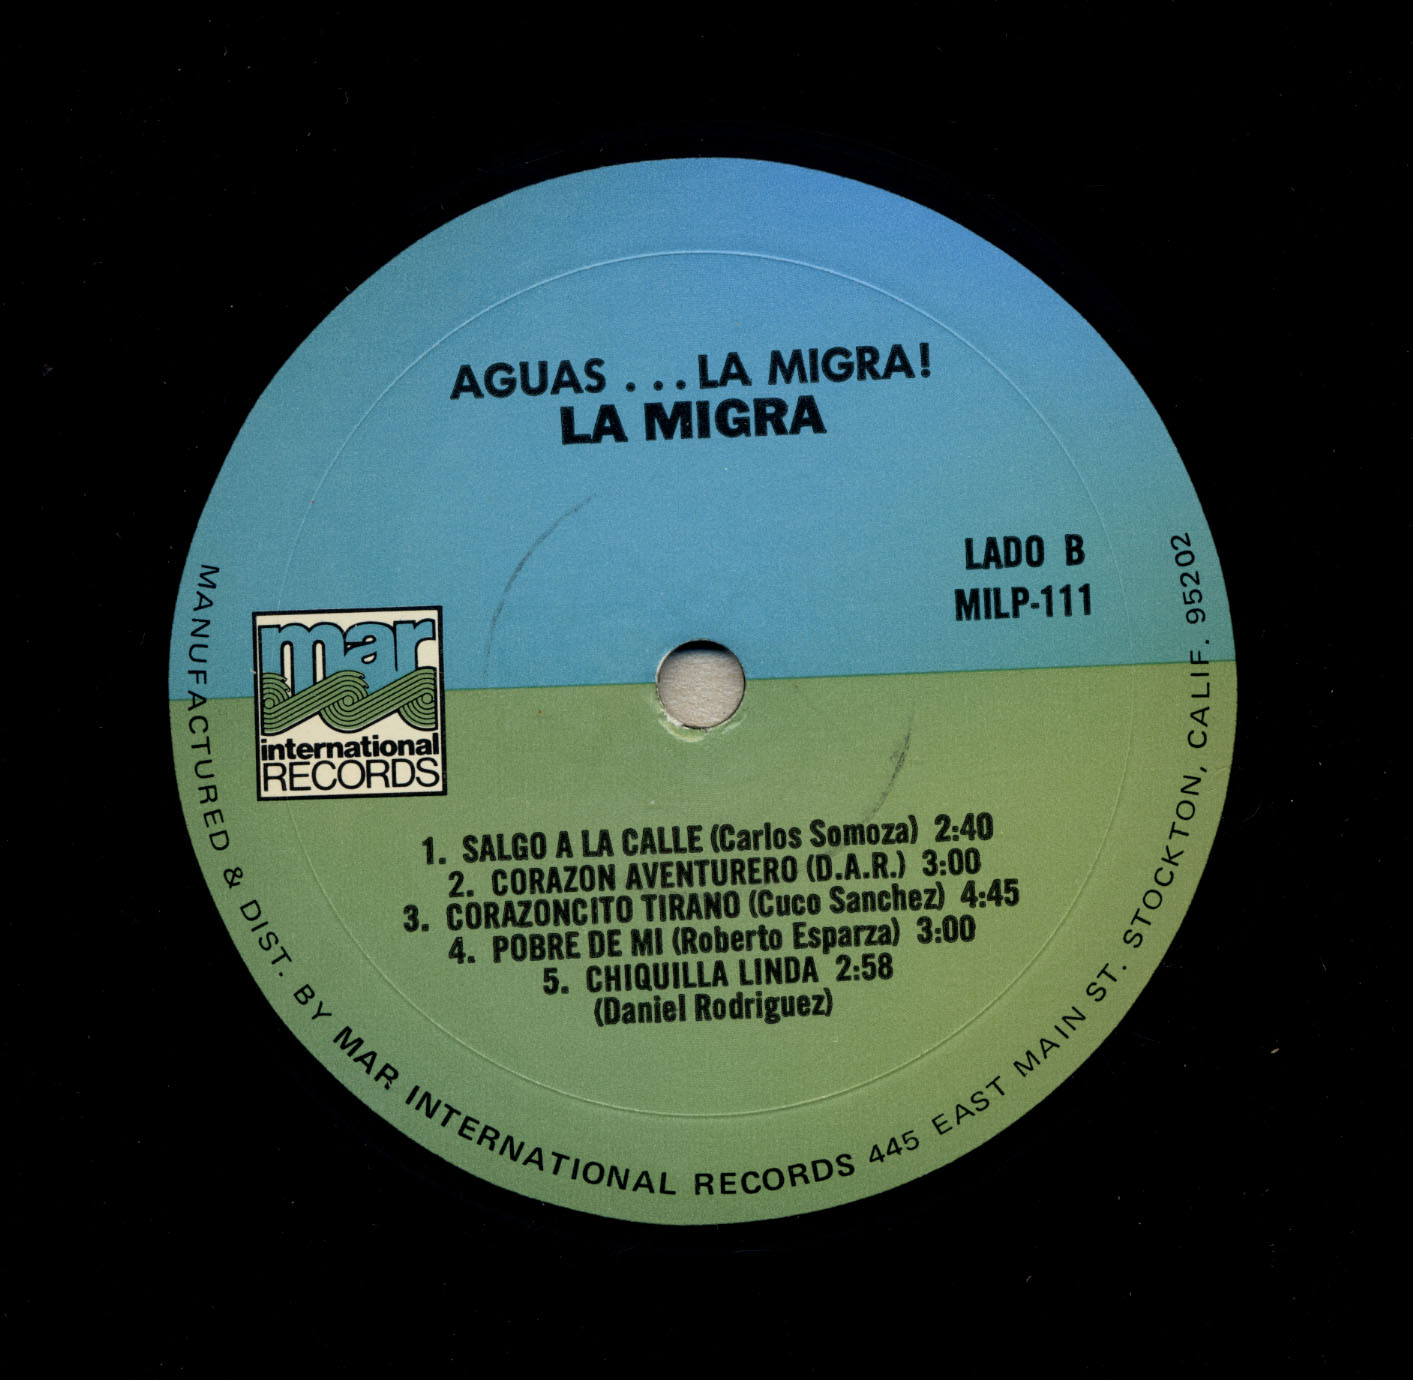 AGUAS . . . LA MIGRA!
LA MIGRA
LADO B
MILP-111
mar
international
RECORDS
1. SALGO A LA CALLE (Carlos Somoza) 2:40
2. CORAZON AVENTURERO (D.A.R.) 3:00
3. CORAZONCITO TIRANO (Cuco Sanchez) 4:45
4. POBRE DE MI (Roberto Esparza) 3:00
5. CHIQUILLA LINDA 2:58
(Daniel Rodriguez)
MANUFACTURED & DIST. BY MAR INTERNATIONAL RECORDS 445 EAST MAIN ST. STOCKTON, CALIF. 95202